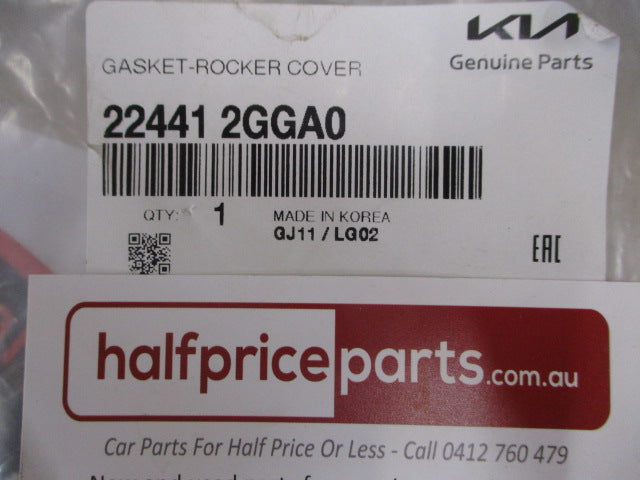 KIA
Genuine Parts
GASKET-ROCKER COVER
22441 2GGA0
QTY: 1
MADE IN KOREA
GJ11 / LG02
EAC
halfpriceparts.com.au
Car Parts For Half Price Or Less - Call 0412 760 479